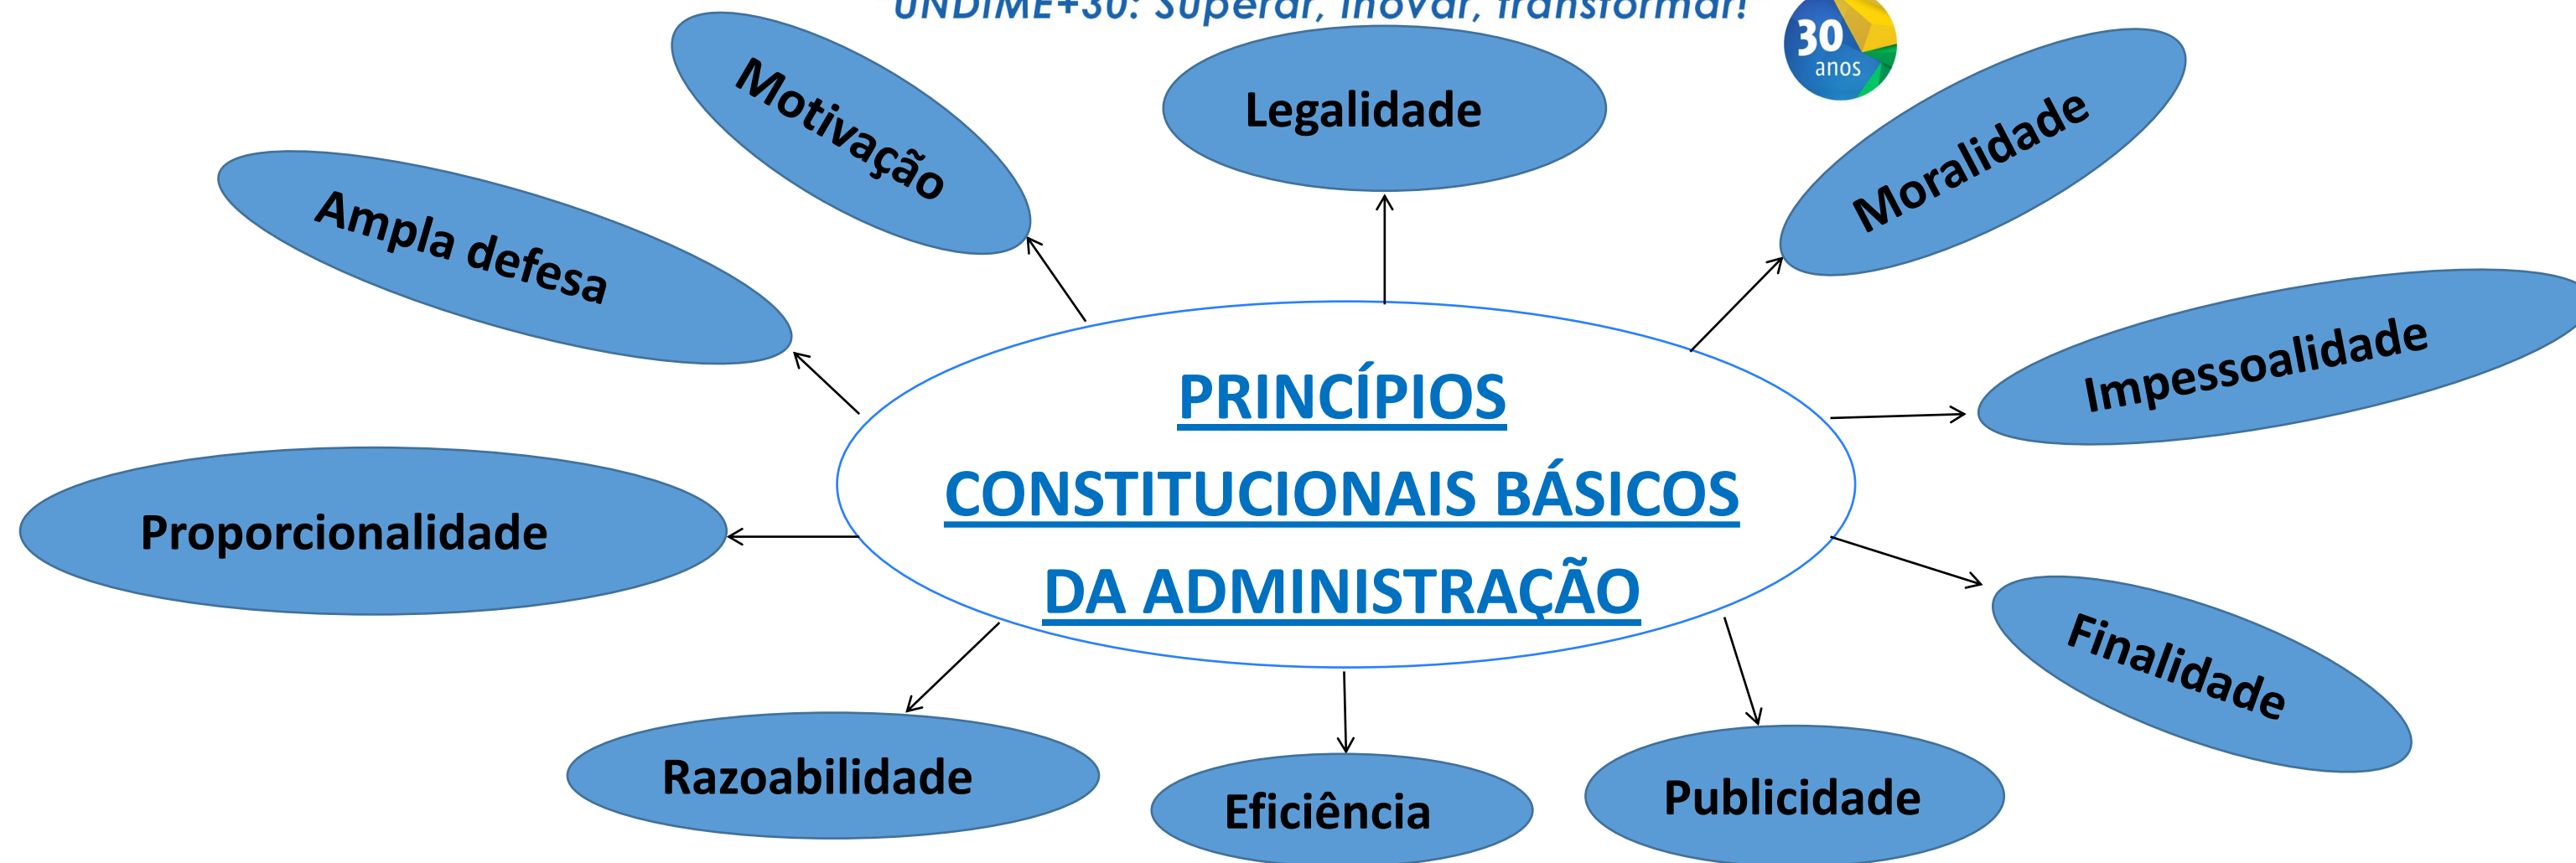 UNDIME+30: Superar, inovar, transformar!
30
anos
Motivação
Legalidade
Moralidade
Ampla defesa
Impessoalidade
PRINCÍPIOS
CONSTITUCIONAIS BÁSICOS
DA ADMINISTRAÇÃO
Proporcionalidade
Finalidade
Razoabilidade
Eficiência
Publicidade